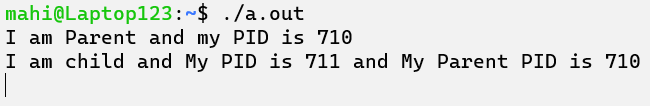 mahi@Laptop123:~$ ./a.out
I am Parent and my PID is 710
I am child and My PID is 711 and My Parent PID is 710